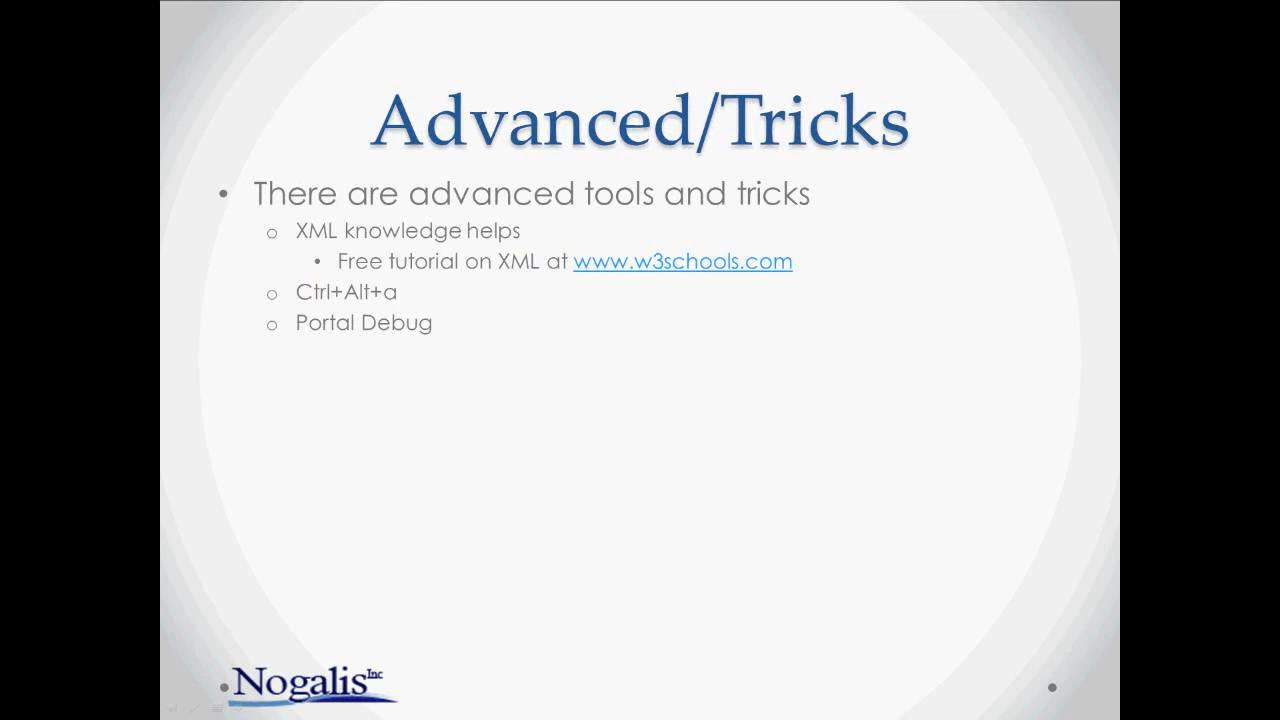 Advanced/Tricks
• There are advanced tools and tricks
o XML knowledge helps
• Free tutorial on XML at www.w3schools.com
o Ctrl+Alt+a
o Portal Debug
Nogalis Inc